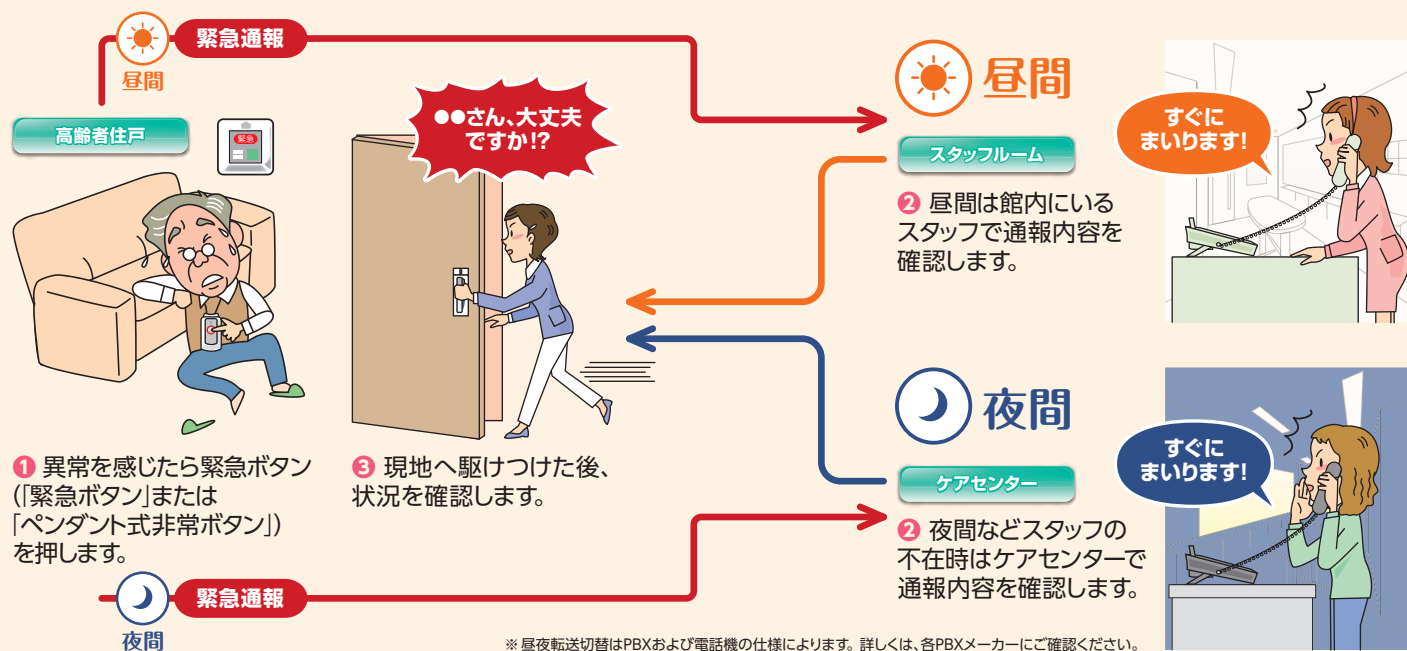 緊急通報
昼間
高齢者住戸
緊急
❶ 異常を感じたら緊急ボタン
(「緊急ボタン」または
「ペンダント式非常ボタン」)
を押します。
夜間
緊急通報
●●さん、大丈夫
ですか!?
❸ 現地へ駆けつけた後、
状況を確認します。
昼間
スタッフルーム
❷ 昼間は館内にいる
スタッフで通報内容を
確認します。
すぐに
まいります!
夜間
ケアセンター
❷ 夜間などスタッフの
不在時はケアセンターで
通報内容を確認します。
すぐに
まいります!
※ 昼夜転送切替はPBXおよび電話機の仕様によります。詳しくは、各PBXメーカーにご確認ください。